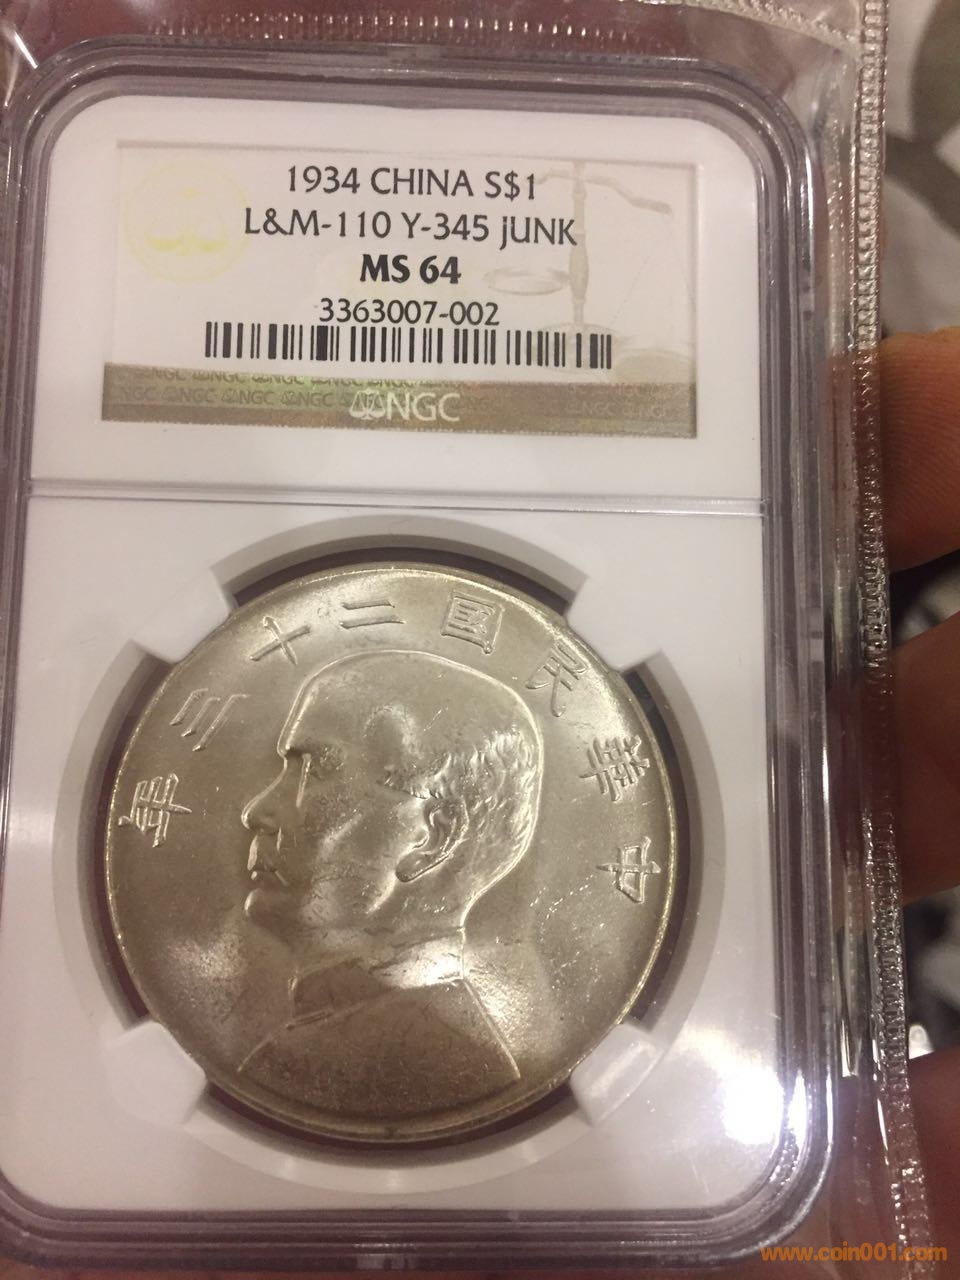 1934 CHINA S$1
L&M-110 Y-345 JUNK
MS 64
3363007-002
NGC
中華民國二十三年
www.coin001.com